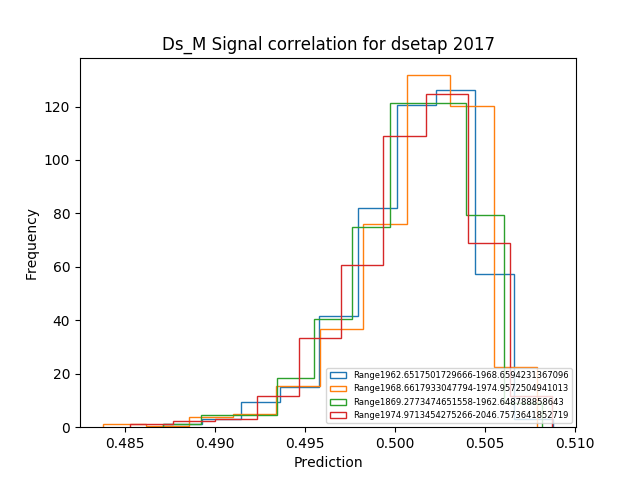 Ds_M Signal correlation for dsetap 2017
Frequency
120
100
80
60
40
20
0
Range1962.6517501729666-1968.6594231367096
Range1968.6617933047794-1974.9572504941013
Range1869.2773474651558-1962.648788858643
Range1974.9713454275266-2046.7573641852719
0.485 0.490 0.495 0.500 0.505 0.510
Prediction